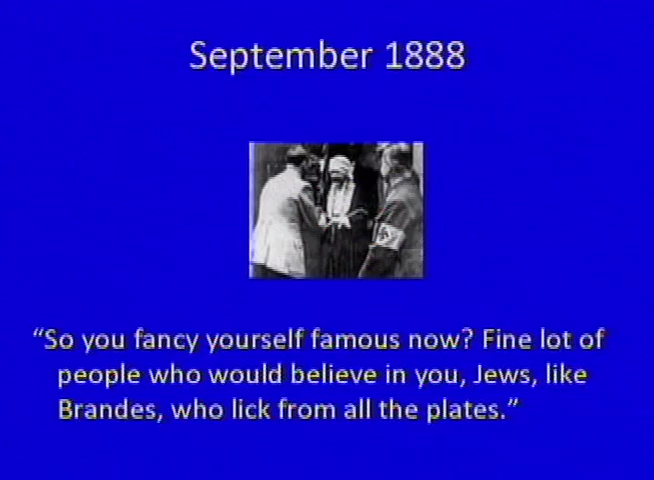 September 1888
“So you fancy yourself famous now? Fine lot of
people who would believe in you, Jews, like
Brandes, who lick from all the plates.”